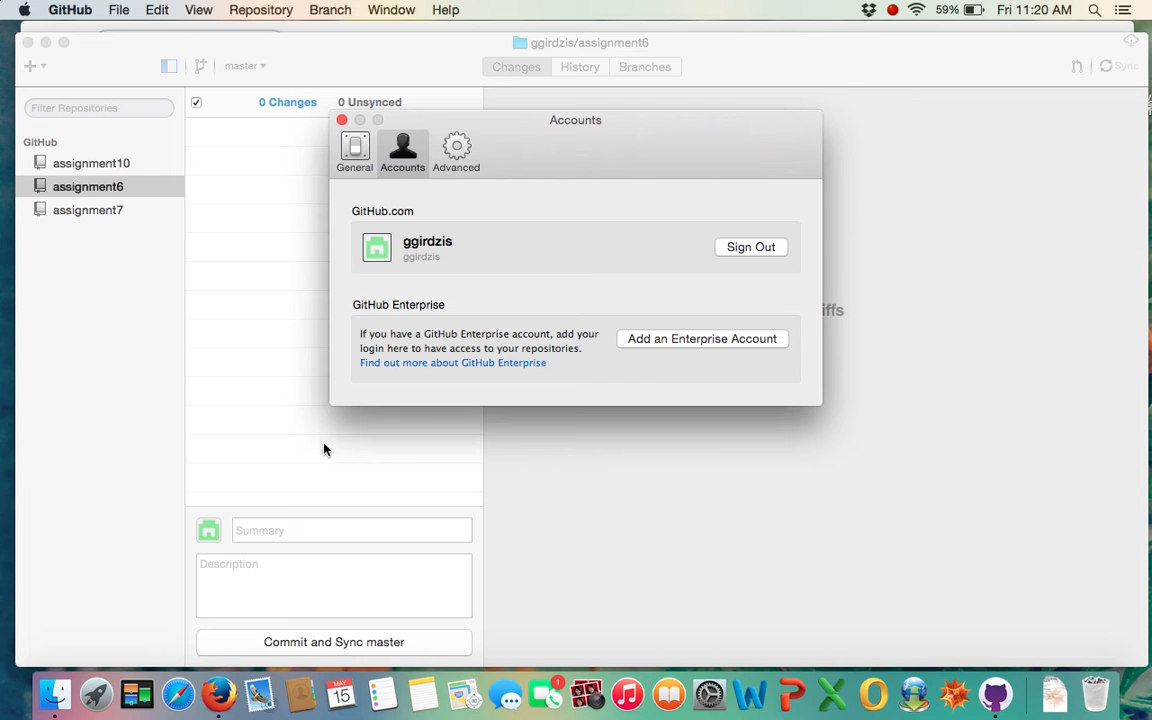 GitHub File Edit View Repository Branch Window Help 59% Fri 11:20 AM
ggirdzis/assignment6
master Changes History Branches Sync
Filter Repositories 0 Changes 0 Unsynced
Accounts
General Accounts Advanced
GitHub
assignment10
assignment6
assignment7
GitHub.com
ggirdzis
ggirdzis
Sign Out
GitHub Enterprise
If you have a GitHub Enterprise account, add your
login here to have access to your repositories.
Find out more about GitHub Enterprise
Add an Enterprise Account
iffs
Summary
Description
Commit and Sync master
15
1